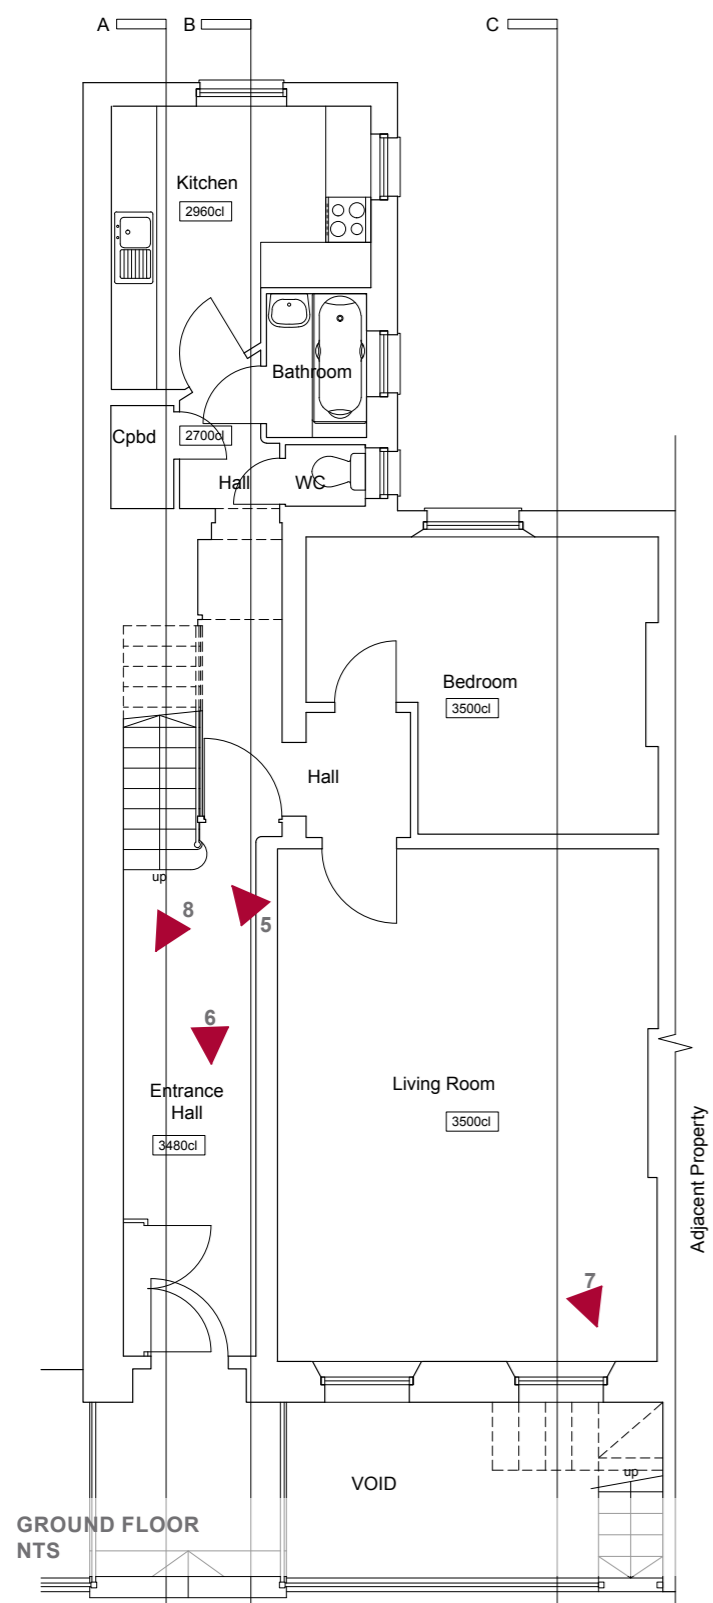 A
B
C
Kitchen
2960cl
Bathroom
Cpbd
2700cl
Hall
WC
Bedroom
3500cl
Hall
up
8
5
6
Entrance
Hall
3480cl
Living Room
3500cl
Adjacent Property
7
VOID
up
GROUND FLOOR
NTS